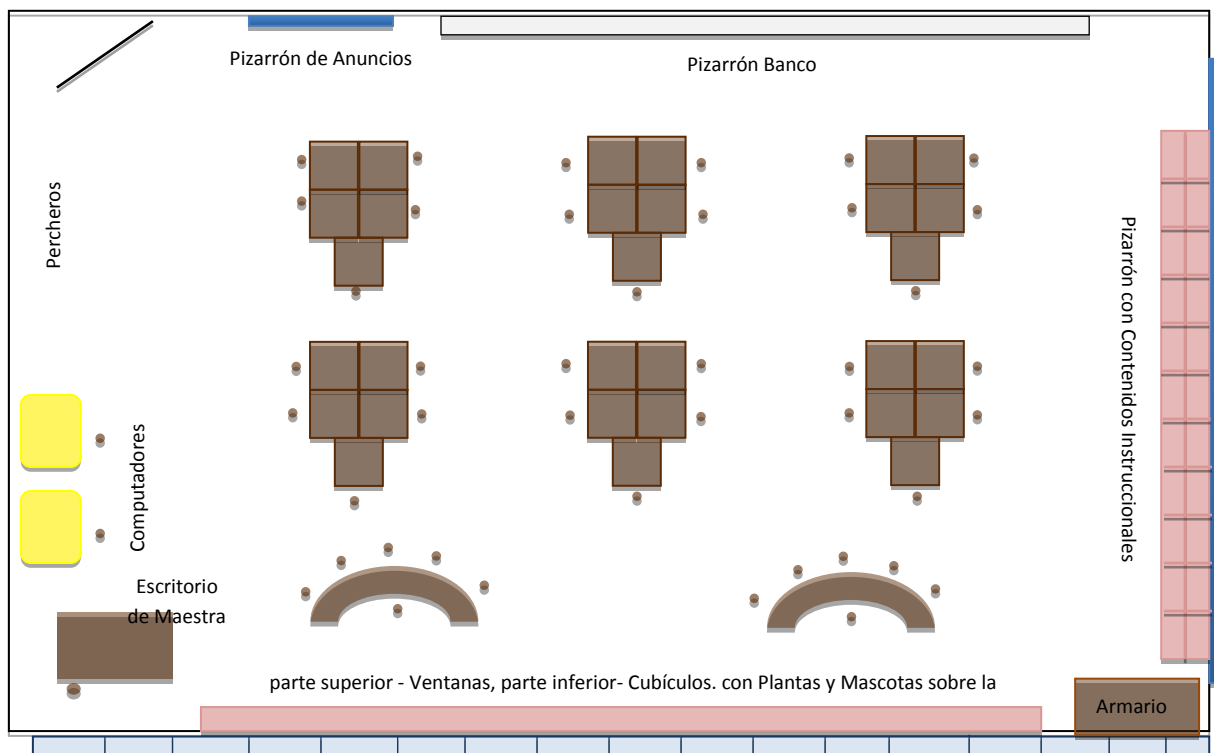 Pizarrón de Anuncios
Pizarrón Banco
Percheros
Pizarrón con Contenidos Instruccionales
Computadores
Escritorio
de Maestra
parte superior - Ventanas, parte inferior- Cubículos. con Plantas y Mascotas sobre la
Armario